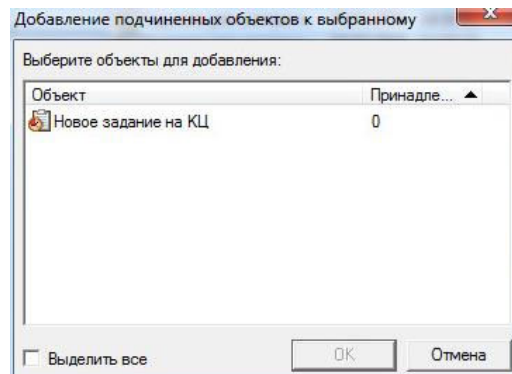 Добавление подчиненных объектов к выбранному
Выберите объекты для добавления:
Объект Принадле...
Новое задание на КЦ 0
Выделить все OK Отмена